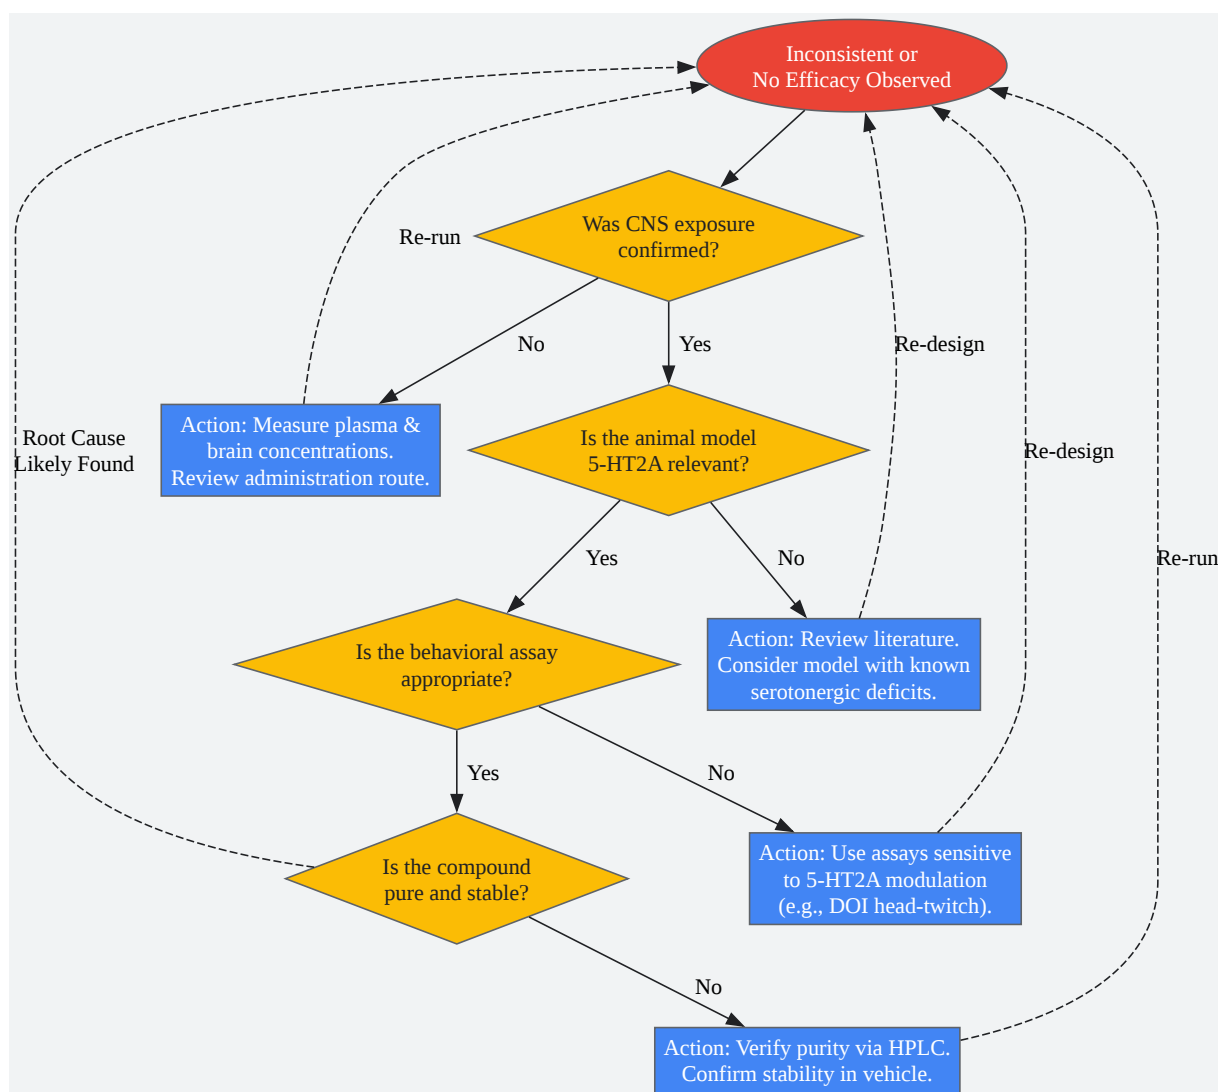 Inconsistent or
No Efficacy Observed
Was CNS exposure
confirmed?
Re-run
No
Yes
Re-design
Action: Measure plasma &
brain concentrations.
Review administration route.
Root Cause
Likely Found
Is the animal model
5-HT2A relevant?
Re-design
Yes
No
Re-run
Is the behavioral assay
appropriate?
Action: Review literature.
Consider model with known
serotonergic deficits.
Yes
No
Is the compound
pure and stable?
Action: Use assays sensitive
to 5-HT2A modulation
(e.g., DOI head-twitch).
No
Action: Verify purity via HPLC.
Confirm stability in vehicle.